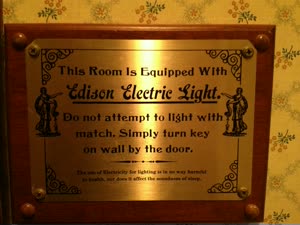 This Room Is Equipped With
Edison Electric Light.
Do not attempt to light with
match. Simply turn key
on wall by the door.
The use of Electricity for lighting is in no way harmful
to health, nor does it affect the soundness of sleep.